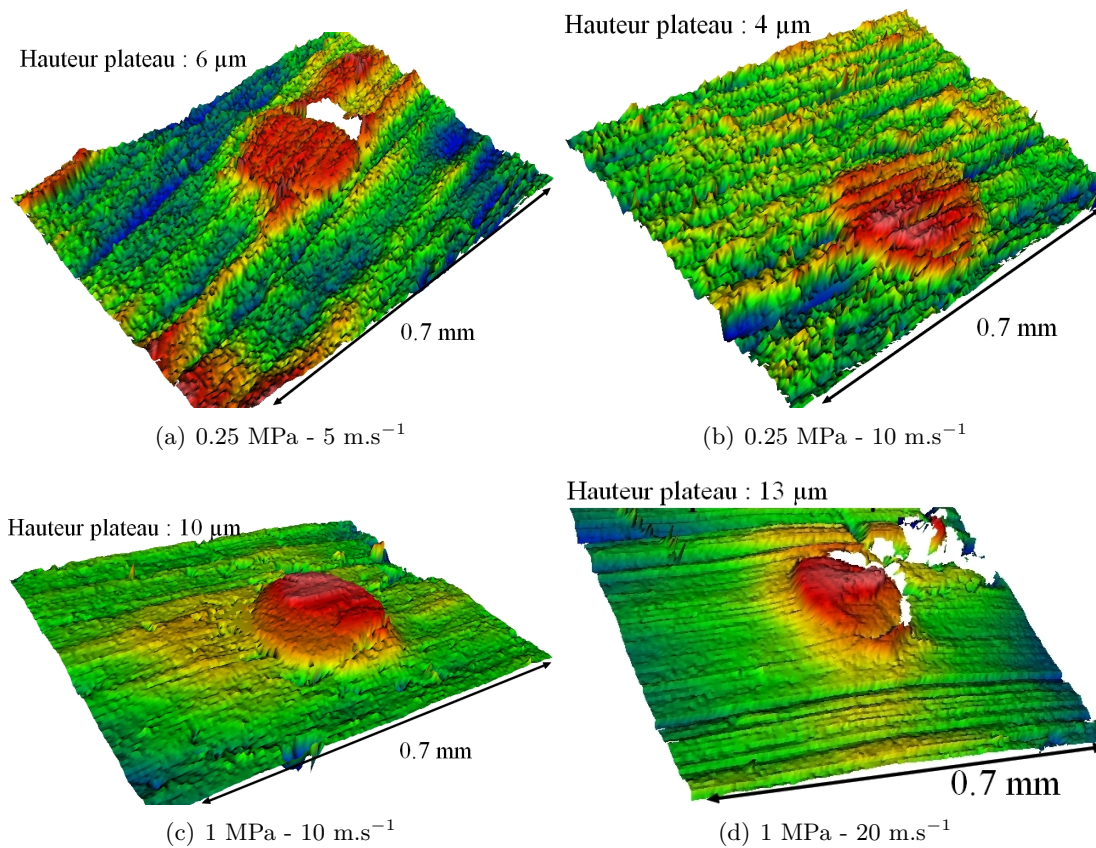 Hauteur plateau : 6 µm
Hauteur plateau : 4 µm
0.7 mm
0.7 mm
(a) 0.25 MPa - 5 m.s⁻¹
(b) 0.25 MPa - 10 m.s⁻¹
Hauteur plateau : 10 µm
Hauteur plateau : 13 µm
0.7 mm
0.7 mm
(c) 1 MPa - 10 m.s⁻¹
(d) 1 MPa - 20 m.s⁻¹